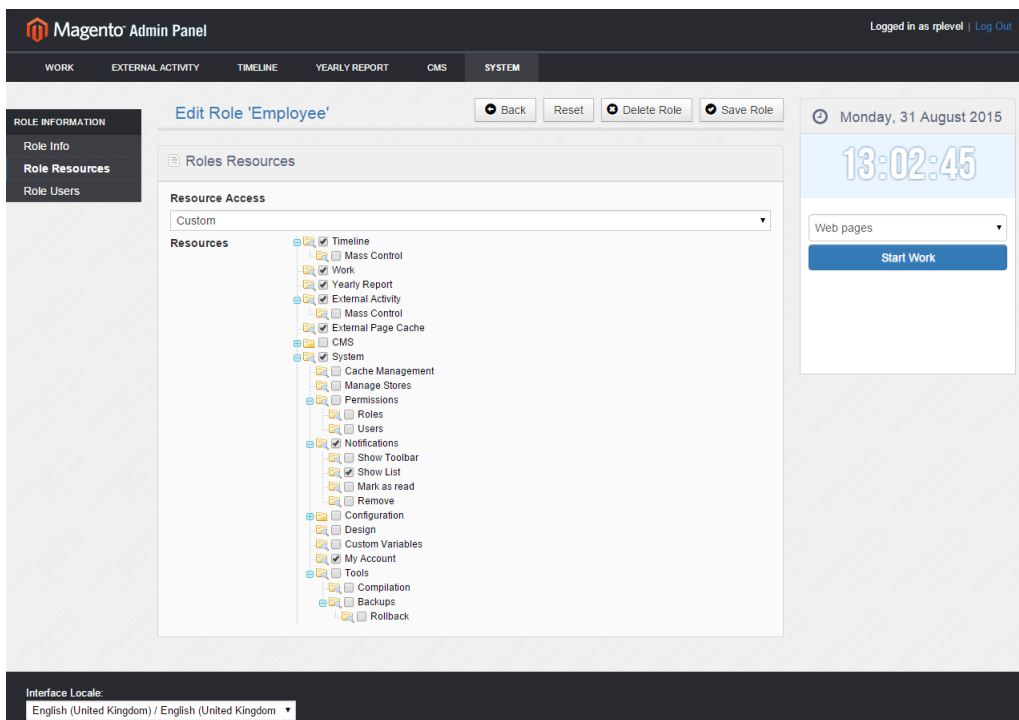 Magento Admin Panel
Logged in as rplevel | Log Out
WORK EXTERNAL ACTIVITY TIMELINE YEARLY REPORT CMS SYSTEM
ROLE INFORMATION
Role Info
Role Resources
Role Users
Edit Role 'Employee'
Back Reset Delete Role Save Role
Roles Resources
Resource Access
Custom
Resources
Timeline
Mass Control
Work
Yearly Report
External Activity
Mass Control
External Page Cache
CMS
System
Cache Management
Manage Stores
Permissions
Roles
Users
Notifications
Show Toolbar
Show List
Mark as read
Remove
Configuration
Design
Custom Variables
My Account
Tools
Compilation
Backups
Rollback
Monday, 31 August 2015
13:02:45
Web pages
Start Work
Interface Locale:
English (United Kingdom) / English (United Kingdom